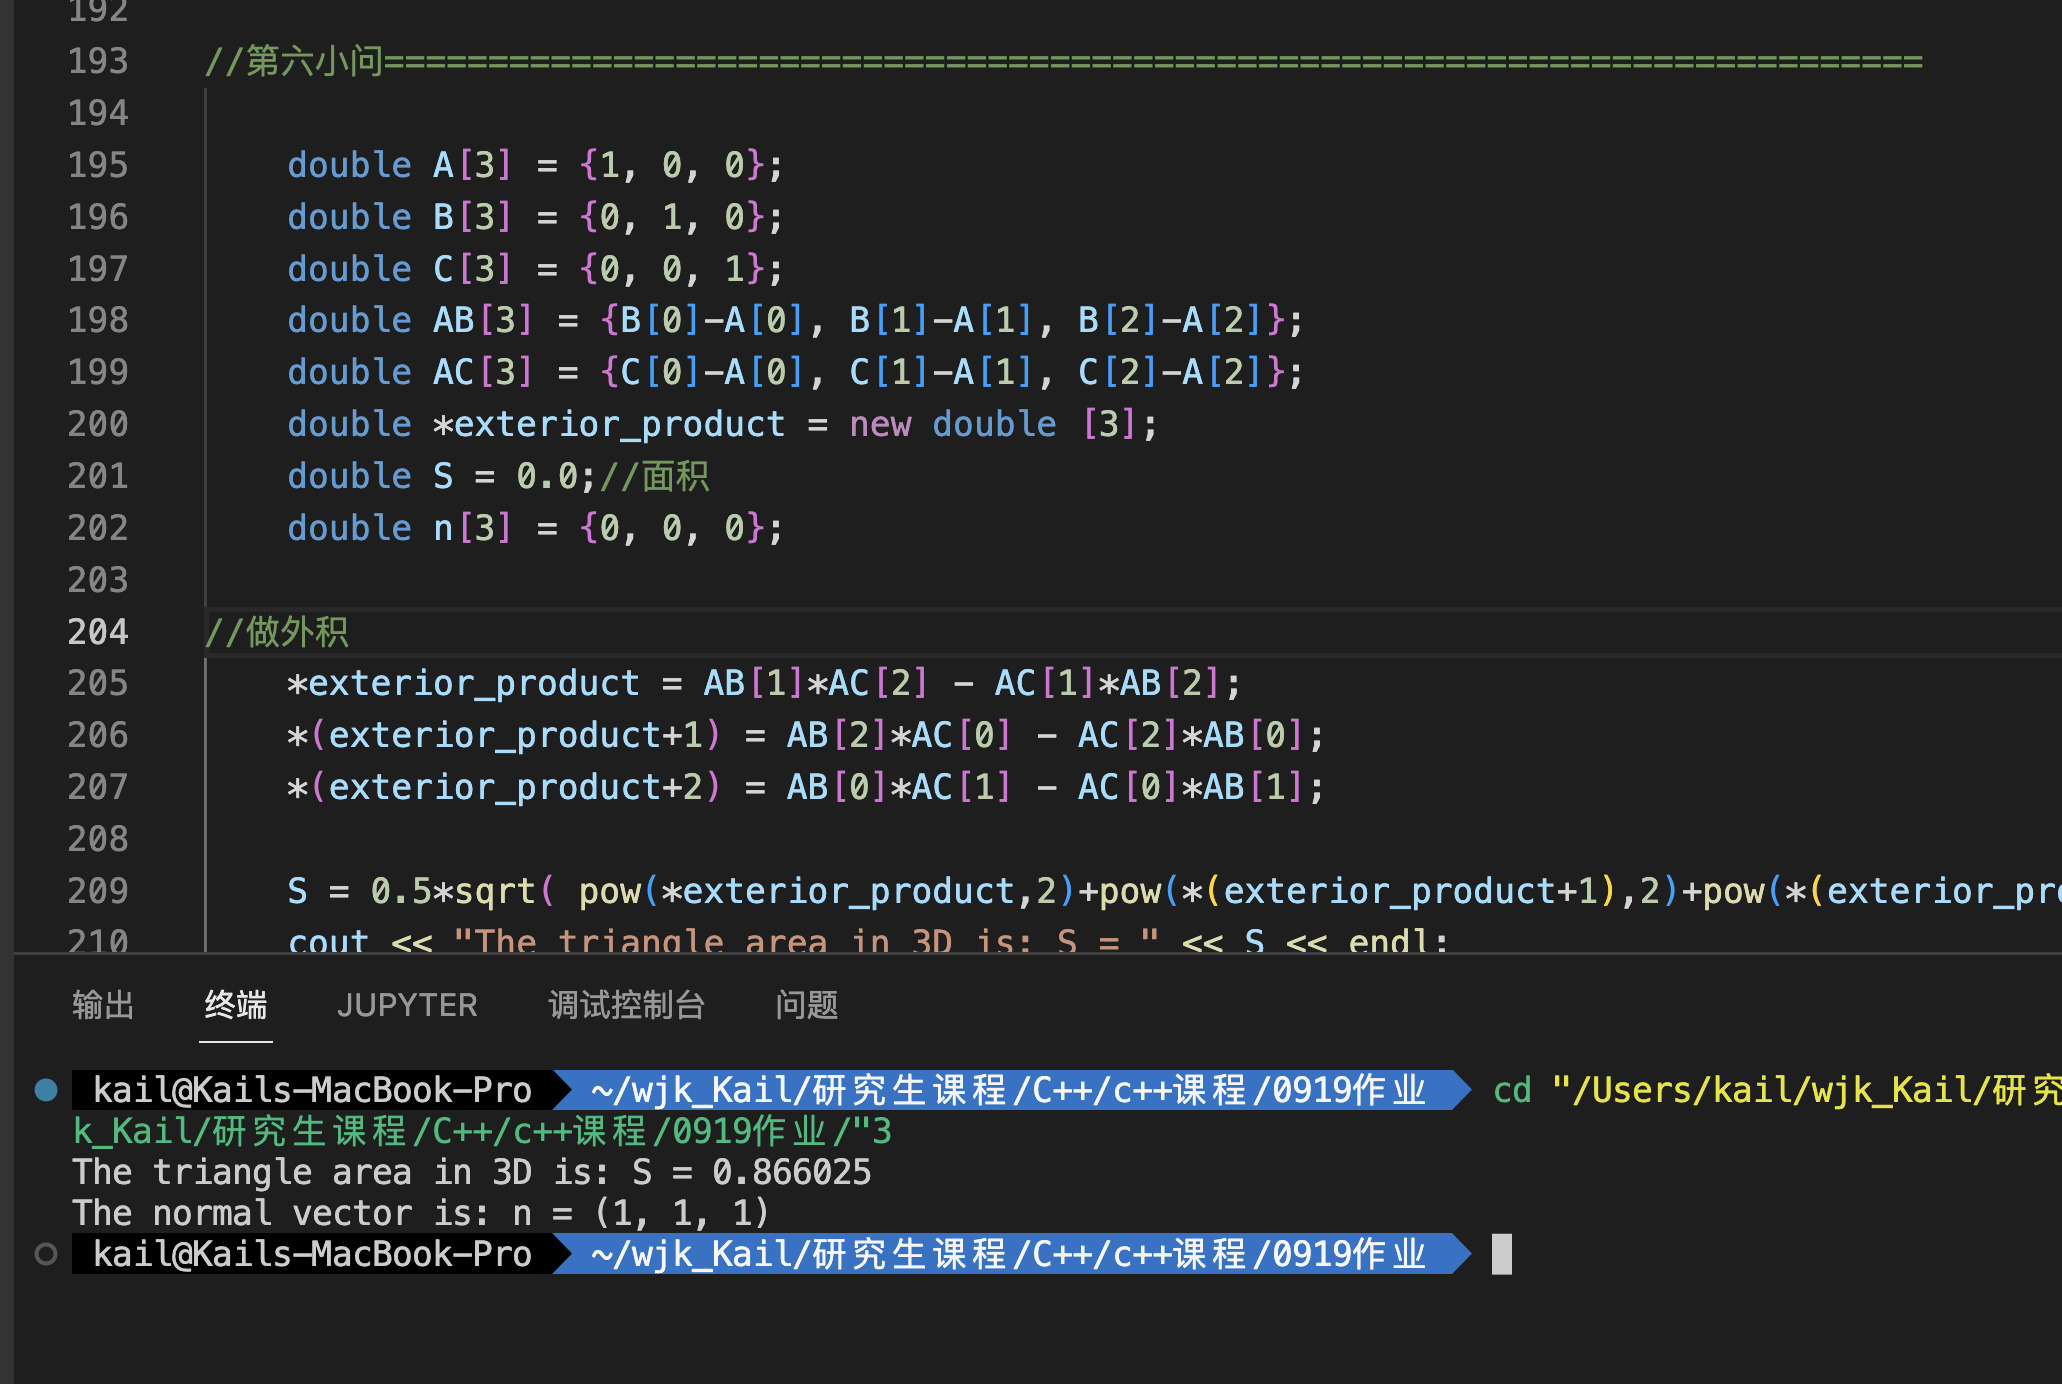 192
193 //第六小问==========================================================================
194
195 double A[3] = {1, 0, 0};
196 double B[3] = {0, 1, 0};
197 double C[3] = {0, 0, 1};
198 double AB[3] = {B[0]-A[0], B[1]-A[1], B[2]-A[2]};
199 double AC[3] = {C[0]-A[0], C[1]-A[1], C[2]-A[2]};
200 double *exterior_product = new double [3];
201 double S = 0.0;//面积
202 double n[3] = {0, 0, 0};
203
204 //做外积
205 *exterior_product = AB[1]*AC[2] - AC[1]*AB[2];
206 *(exterior_product+1) = AB[2]*AC[0] - AC[2]*AB[0];
207 *(exterior_product+2) = AB[0]*AC[1] - AC[0]*AB[1];
208
209 S = 0.5*sqrt( pow(*exterior_product,2)+pow(*(exterior_product+1),2)+pow(*(exterior_pro
210 cout << "The triangle area in 3D is: S = " << S << endl;
输出 终端 JUPYTER 调试控制台 问题
kail@Kails-MacBook-Pro ~/wjk_Kail/研究生课程/C++/c++课程/0919作业 cd "/Users/kail/wjk_Kail/研究
k_Kail/研究生课程/C++/c++课程/0919作业/"3
The triangle area in 3D is: S = 0.866025
The normal vector is: n = (1, 1, 1)
kail@Kails-MacBook-Pro ~/wjk_Kail/研究生课程/C++/c++课程/0919作业